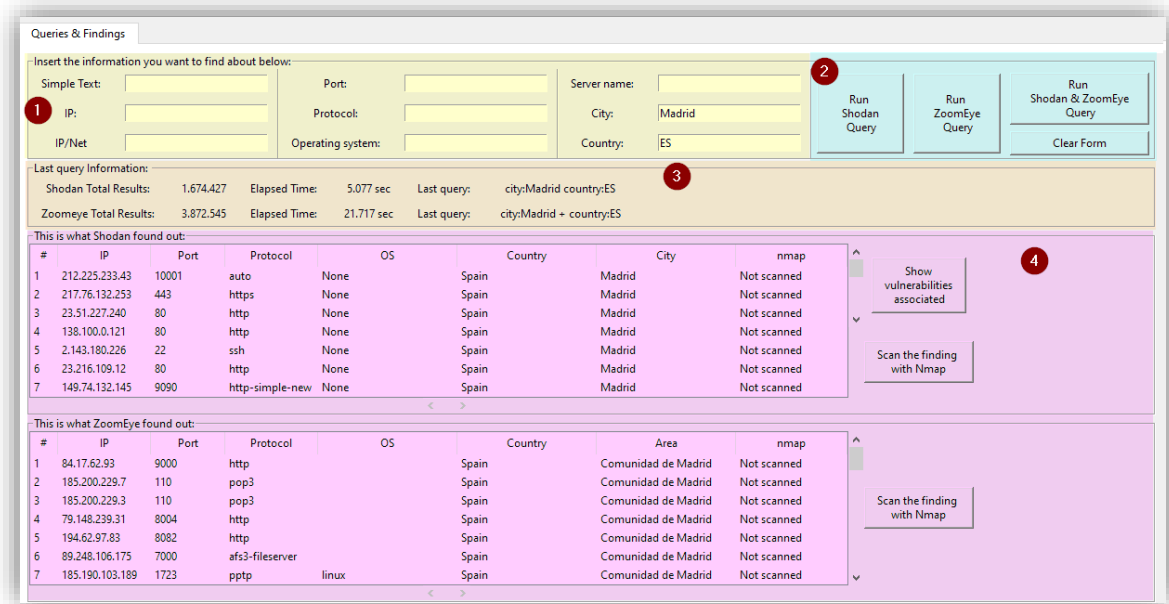 Queries & Findings
Insert the information you want to find about below:
Simple Text: Port: Server name:
1 IP: Protocol: City: Madrid
IP/Net Operating system: Country: ES
2
Run Shodan Query
Run ZoomEye Query
Run Shodan & ZoomEye Query
Clear Form
Last query Information:
3
Shodan Total Results: 1.674.427 Elapsed Time: 5.077 sec Last query: city:Madrid country:ES
Zoomeye Total Results: 3.872.545 Elapsed Time: 21.717 sec Last query: city:Madrid + country:ES
This is what Shodan found out:
# IP Port Protocol OS Country City nmap
1 212.225.233.43 10001 auto None Spain Madrid Not scanned
2 217.76.132.253 443 https None Spain Madrid Not scanned
3 23.51.227.240 80 http None Spain Madrid Not scanned
4 138.100.0.121 80 http None Spain Madrid Not scanned
5 2.143.180.226 22 ssh None Spain Madrid Not scanned
6 23.216.109.12 80 http None Spain Madrid Not scanned
7 149.74.132.145 9090 http-simple-new None Spain Madrid Not scanned
4
Show vulnerabilities associated
Scan the finding with Nmap
This is what ZoomEye found out:
# IP Port Protocol OS Country Area nmap
1 84.17.62.93 9000 http Spain Comunidad de Madrid Not scanned
2 185.200.229.7 110 pop3 Spain Comunidad de Madrid Not scanned
3 185.200.229.3 110 pop3 Spain Comunidad de Madrid Not scanned
4 79.148.239.31 8004 http Spain Comunidad de Madrid Not scanned
5 194.62.97.83 8082 http Spain Comunidad de Madrid Not scanned
6 89.248.106.175 7000 afs3-fileserver Spain Comunidad de Madrid Not scanned
7 185.190.103.189 1723 pptp linux Spain Comunidad de Madrid Not scanned
Scan the finding with Nmap